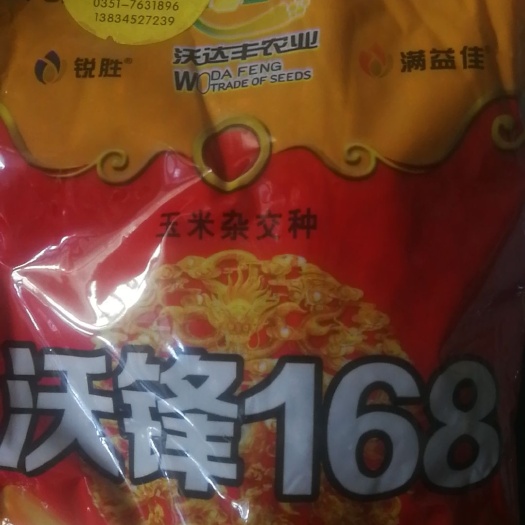 0351-7631896
13834527239
锐胜
沃达丰农业
WODA FENG
TRADE OF SEEDS
满益佳
玉米杂交种
沃锋168